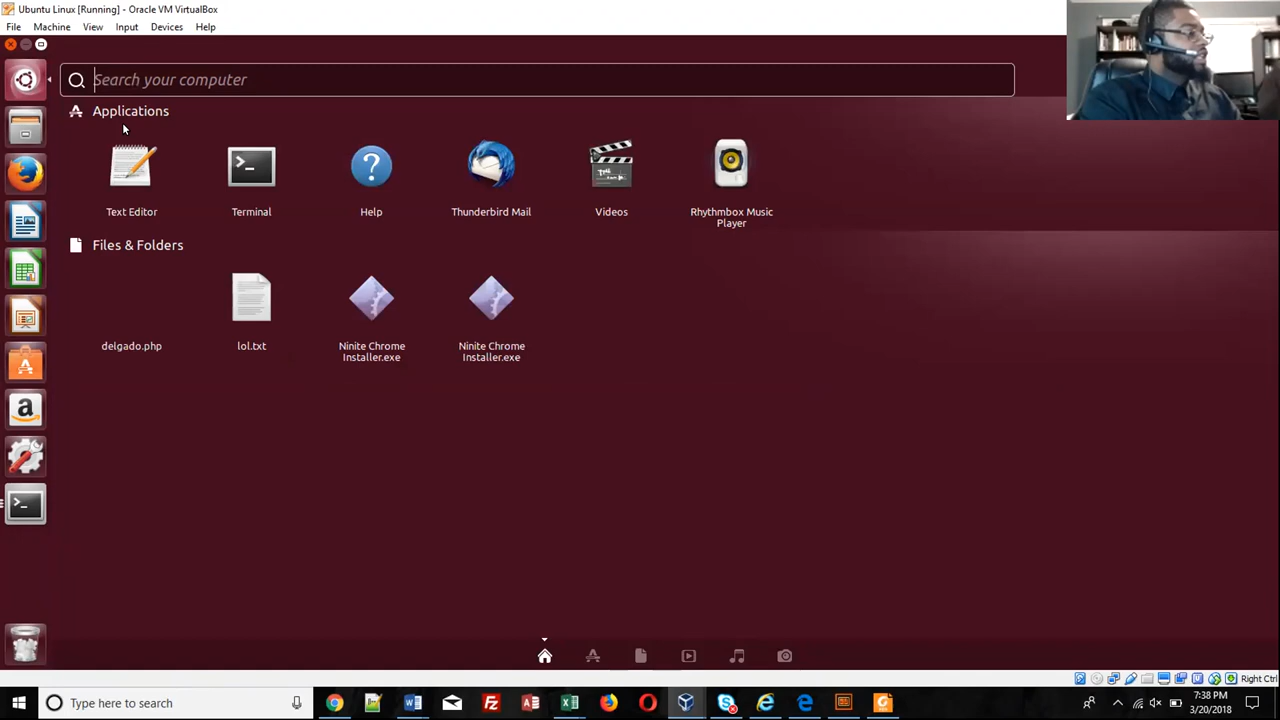 Ubuntu Linux [Running] - Oracle VM VirtualBox
File Machine View Input Devices Help
Search your computer
Applications
Text Editor
Terminal
Help
Thunderbird Mail
Videos
Rhythmbox Music
Player
Files & Folders
delgado.php
lol.txt
Ninite Chrome
Installer.exe
Ninite Chrome
Installer.exe
Right Ctrl
Type here to search
7:38 PM
3/20/2018